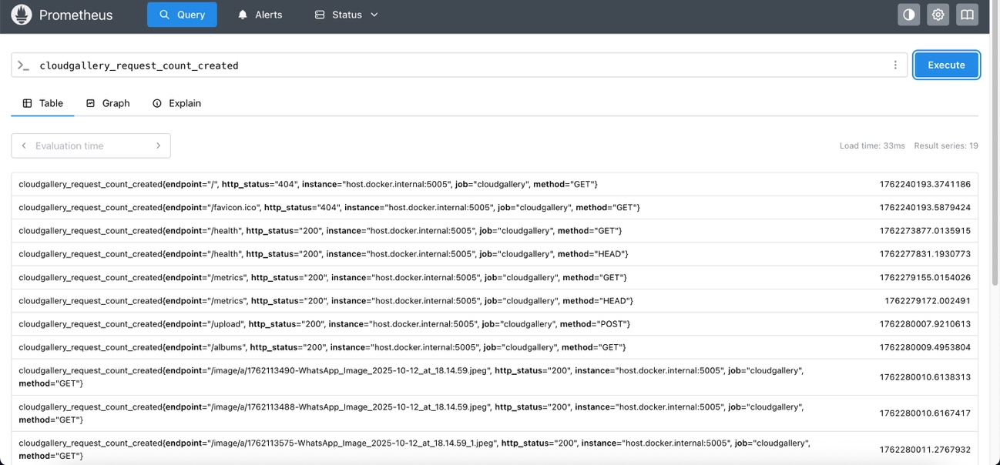 Prometheus Query Alerts Status
cloudgallery_request_count_created Execute
Table Graph Explain
Evaluation time Load time: 33ms Result series: 19
cloudgallery_request_count_created{endpoint="/", http_status="404", instance="host.docker.internal:5005", job="cloudgallery", method="GET"} 1762240193.3741186
cloudgallery_request_count_created{endpoint="/favicon.ico", http_status="404", instance="host.docker.internal:5005", job="cloudgallery", method="GET"} 1762240193.5879424
cloudgallery_request_count_created{endpoint="/health", http_status="200", instance="host.docker.internal:5005", job="cloudgallery", method="GET"} 1762273877.0135915
cloudgallery_request_count_created{endpoint="/health", http_status="200", instance="host.docker.internal:5005", job="cloudgallery", method="HEAD"} 1762277831.1930773
cloudgallery_request_count_created{endpoint="/metrics", http_status="200", instance="host.docker.internal:5005", job="cloudgallery", method="GET"} 1762279155.0154026
cloudgallery_request_count_created{endpoint="/metrics", http_status="200", instance="host.docker.internal:5005", job="cloudgallery", method="HEAD"} 1762279172.002491
cloudgallery_request_count_created{endpoint="/upload", http_status="200", instance="host.docker.internal:5005", job="cloudgallery", method="POST"} 1762280007.9210613
cloudgallery_request_count_created{endpoint="/albums", http_status="200", instance="host.docker.internal:5005", job="cloudgallery", method="GET"} 1762280009.4953804
cloudgallery_request_count_created{endpoint="/image/a/1762113490-WhatsApp_Image_2025-10-12_at_18.14.59.jpeg", http_status="200", instance="host.docker.internal:5005", job="cloudgallery",
method="GET"} 1762280010.6138313
cloudgallery_request_count_created{endpoint="/image/a/1762113488-WhatsApp_Image_2025-10-12_at_18.14.59.jpeg", http_status="200", instance="host.docker.internal:5005", job="cloudgallery",
method="GET"} 1762280010.6167417
cloudgallery_request_count_created{endpoint="/image/a/1762113575-WhatsApp_Image_2025-10-12_at_18.14.59_1.jpeg", http_status="200", instance="host.docker.internal:5005", job="cloudgallery",
method="GET"} 1762280011.2767932